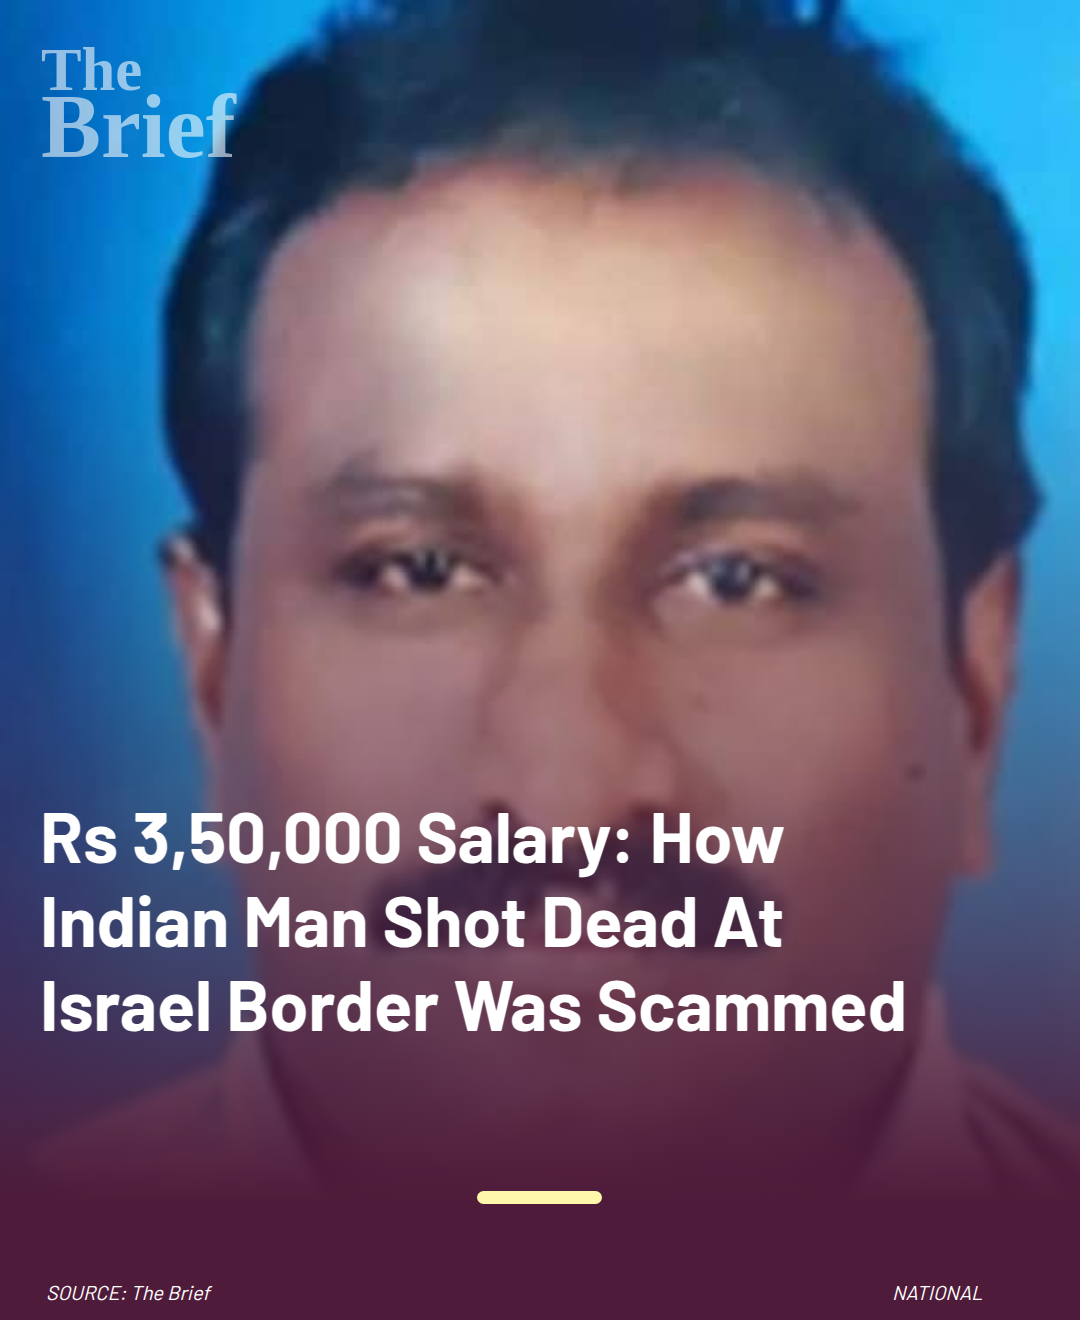 The
Brief
Rs 3,50,000 Salary: How
Indian Man Shot Dead At
Israel Border Was Scammed
SOURCE: The Brief
NATIONAL